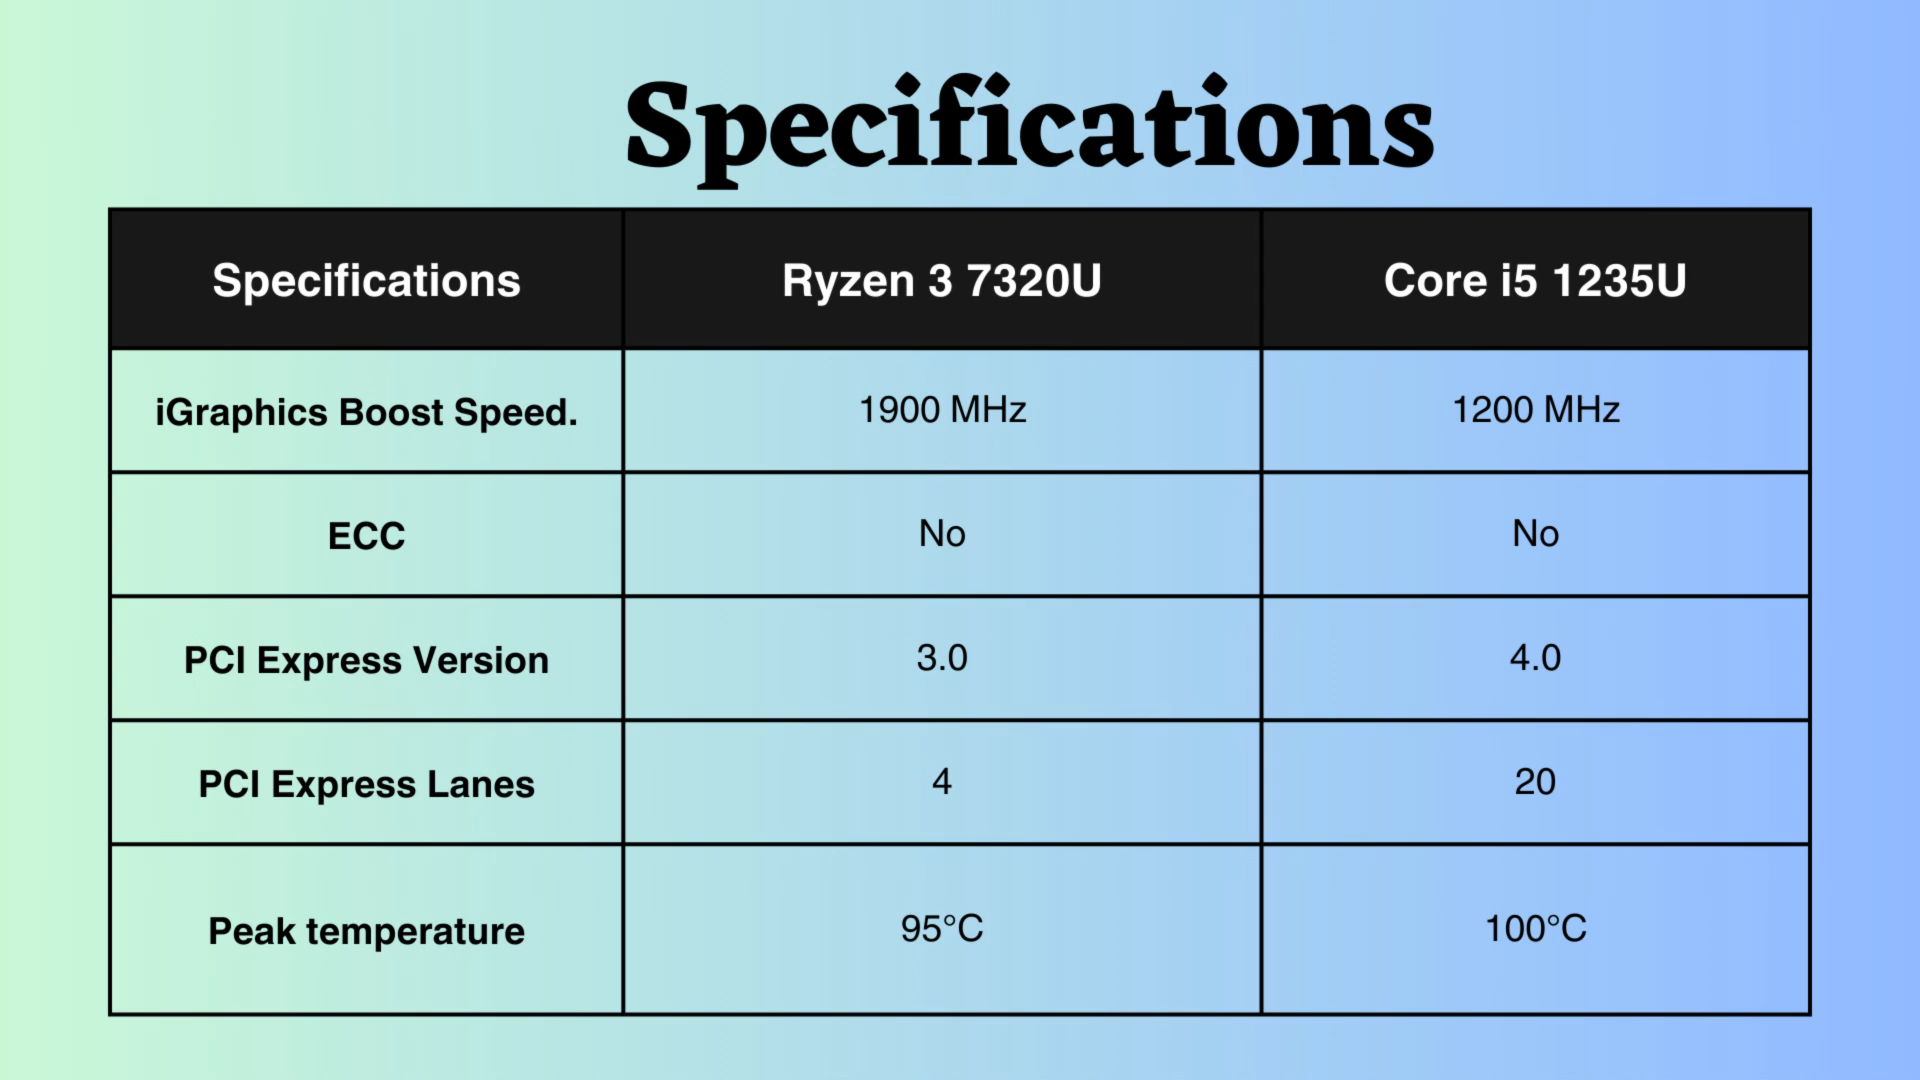 Specifications
Specifications Ryzen 3 7320U Core i5 1235U
iGraphics Boost Speed. 1900 MHz 1200 MHz
ECC No No
PCI Express Version 3.0 4.0
PCI Express Lanes 4 20
Peak temperature 95°C 100°C